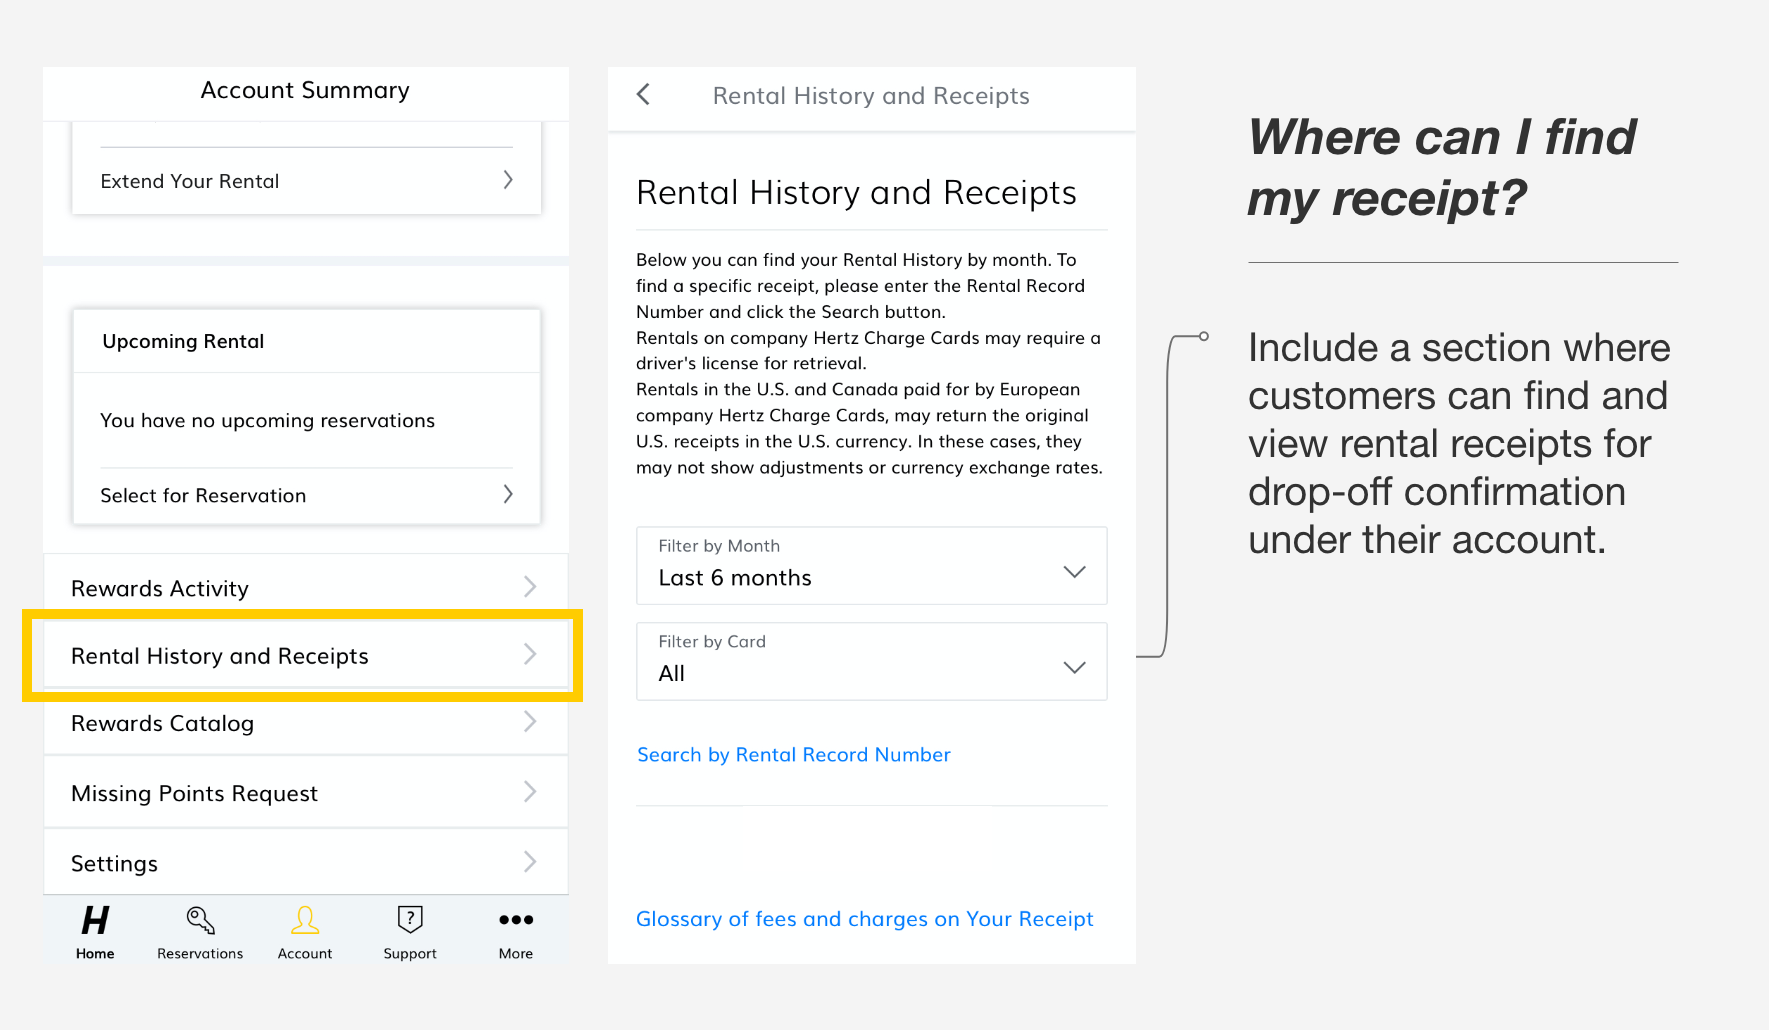 Account Summary
Extend Your Rental
Upcoming Rental
You have no upcoming reservations
Select for Reservation
Rewards Activity
Rental History and Receipts
Rewards Catalog
Missing Points Request
Settings
H
Home
Reservations
Account
?
Support
More
Rental History and Receipts
Rental History and Receipts
Below you can find your Rental History by month. To
find a specific receipt, please enter the Rental Record
Number and click the Search button.
Rentals on company Hertz Charge Cards may require a
driver's license for retrieval.
Rentals in the U.S. and Canada paid for by European
company Hertz Charge Cards, may return the original
U.S. receipts in the U.S. currency. In these cases, they
may not show adjustments or currency exchange rates.
Filter by Month
Last 6 months
Filter by Card
All
Search by Rental Record Number
Glossary of fees and charges on Your Receipt
Where can I find
my receipt?
Include a section where
customers can find and
view rental receipts for
drop-off confirmation
under their account.